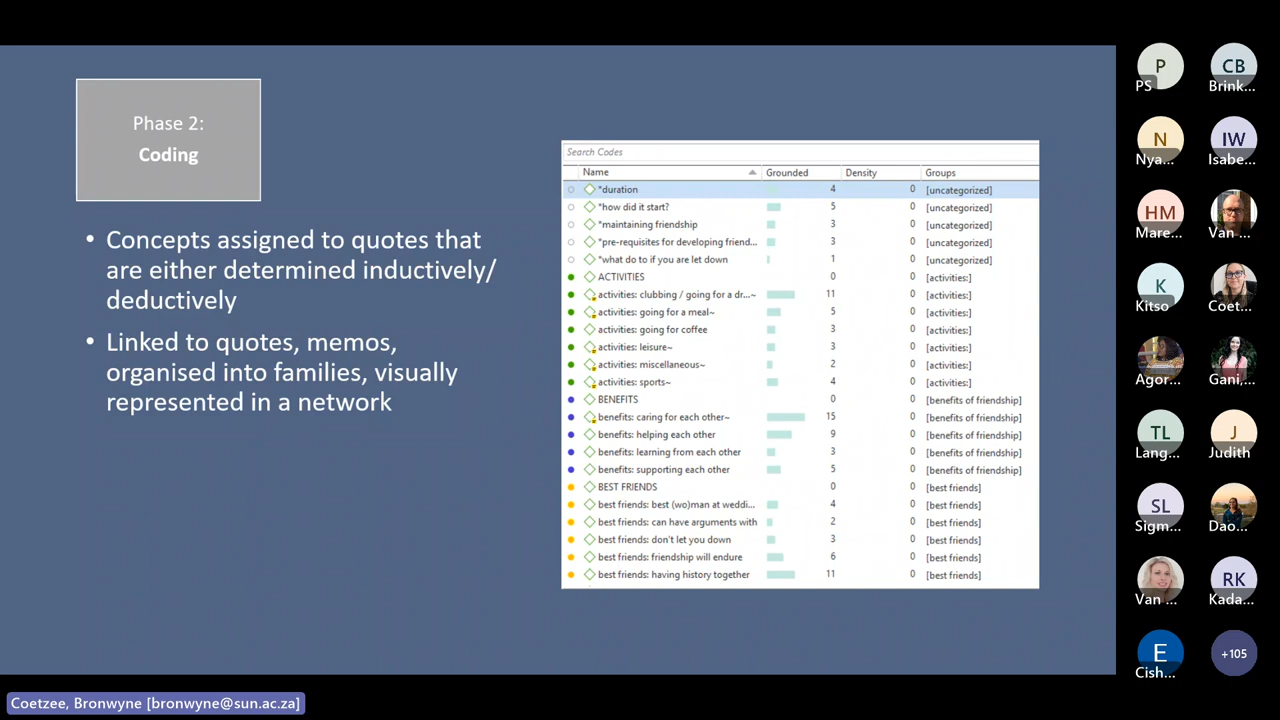 Phase 2:
Coding
• Concepts assigned to quotes that
are either determined inductively/
deductively
• Linked to quotes, memos,
organised into families, visually
represented in a network
Search Codes
Name Grounded Density Groups
*duration 4 0 [uncategorized]
*how did it start? 5 0 [uncategorized]
*maintaining friendship 3 0 [uncategorized]
*pre-requisites for developing friend... 3 0 [uncategorized]
*what do to if you are let down 1 0 [uncategorized]
ACTIVITIES 0 0 [activities:]
activities: clubbing / going for a dr...~ 11 0 [activities:]
activities: going for a meal~ 5 0 [activities:]
activities: going for coffee 3 0 [activities:]
activities: leisure~ 3 0 [activities:]
activities: miscellaneous~ 2 0 [activities:]
activities: sports~ 4 0 [activities:]
BENEFITS 0 0 [benefits of friendship]
benefits: caring for each other~ 15 0 [benefits of friendship]
benefits: helping each other 9 0 [benefits of friendship]
benefits: learning from each other 3 0 [benefits of friendship]
benefits: supporting each other 5 0 [benefits of friendship]
BEST FRIENDS 0 0 [best friends]
best friends: best (wo)man at weddi... 4 0 [best friends]
best friends: can have arguments with 2 0 [best friends]
best friends: don't let you down 3 0 [best friends]
best friends: friendship will endure 6 0 [best friends]
best friends: having history together 11 0 [best friends]
P CB
PS Brink...
N IW
Nya... Isabe...
HM
Mare... Van ...
K
Kitso Coet...
Agor... Gani,...
TL J
Lang... Judith
SL
Sigm... Dao...
RK
Van ... Kada...
E +105
Cish...
Coetzee, Bronwyne [bronwyne@sun.ac.za]